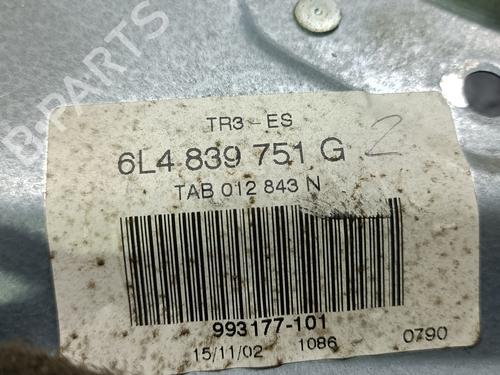 TR3-ES
6L4 839 751 G 2
TAB 012 843 N
993177-101
15/11/02 1086 0790
B-PARTS